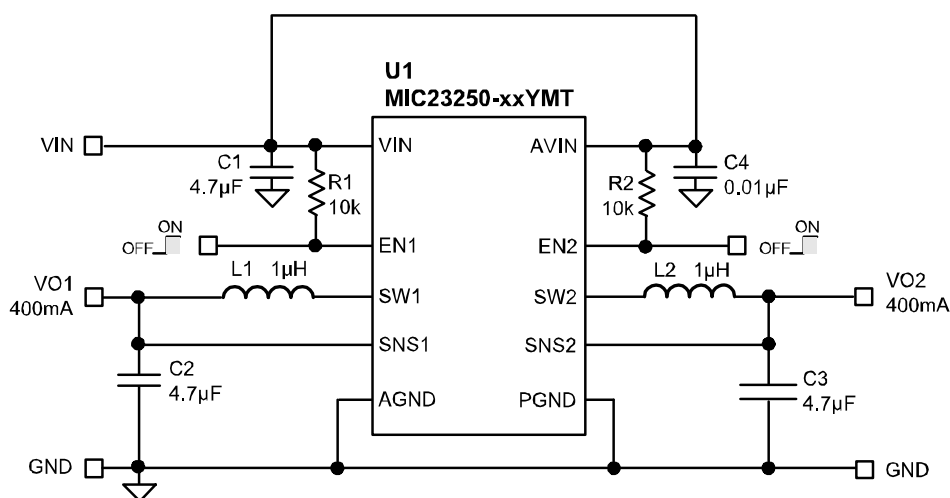 U1
MIC23250-xxYMT
VIN
VIN
AVIN
C1
4.7µF
R1
10k
R2
10k
C4
0.01µF
ON
OFF
EN1
EN2
ON
OFF
VO1
400mA
L1 1µH
SW1
SW2
L2 1µH
VO2
400mA
SNS1
SNS2
C2
4.7µF
C3
4.7µF
AGND
PGND
GND
GND